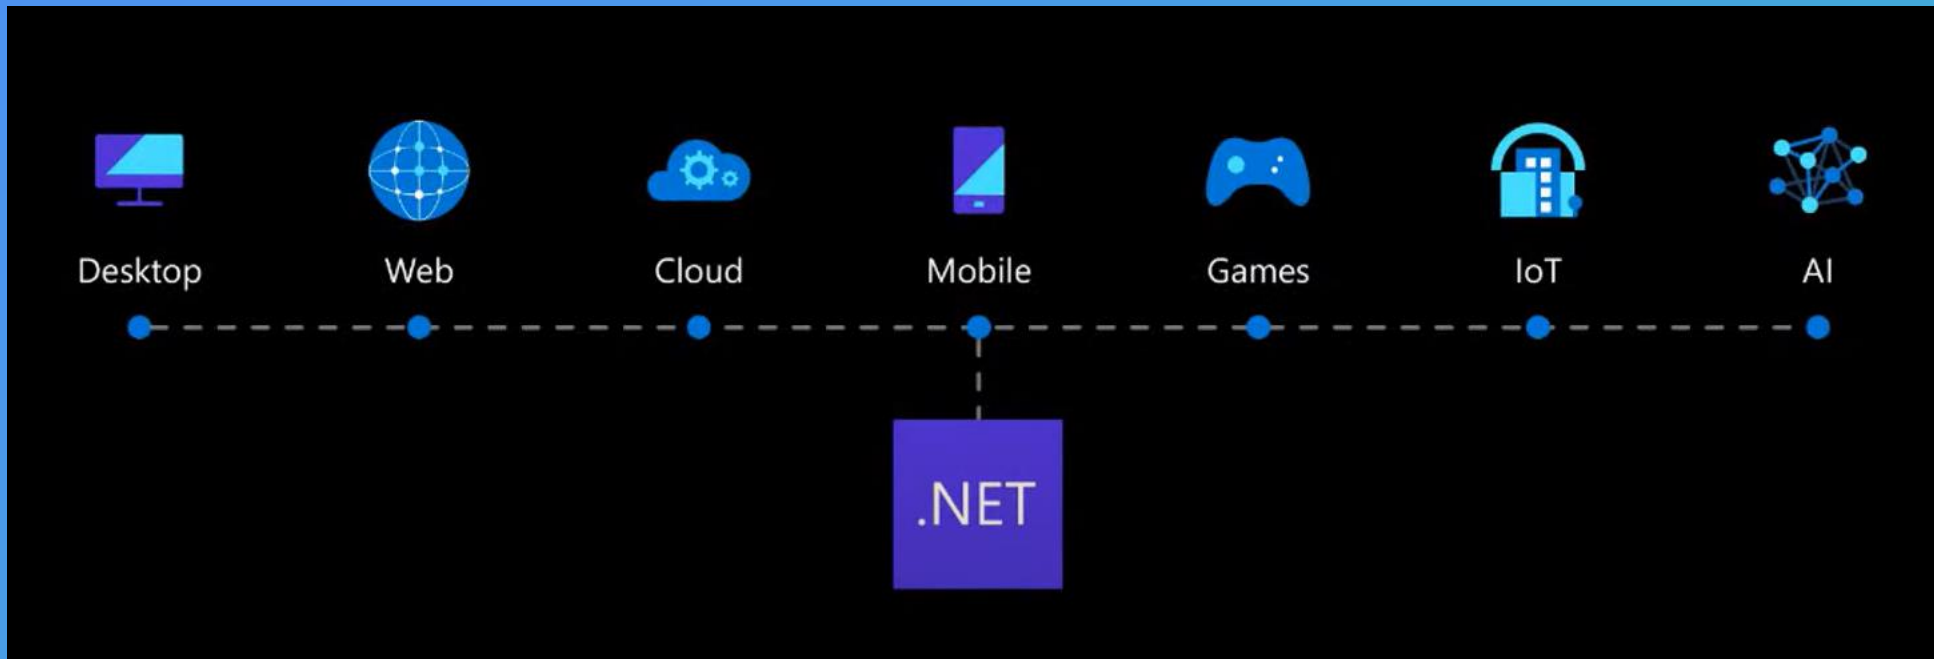 Desktop
Web
Cloud
Mobile
Games
IoT
AI
.NET